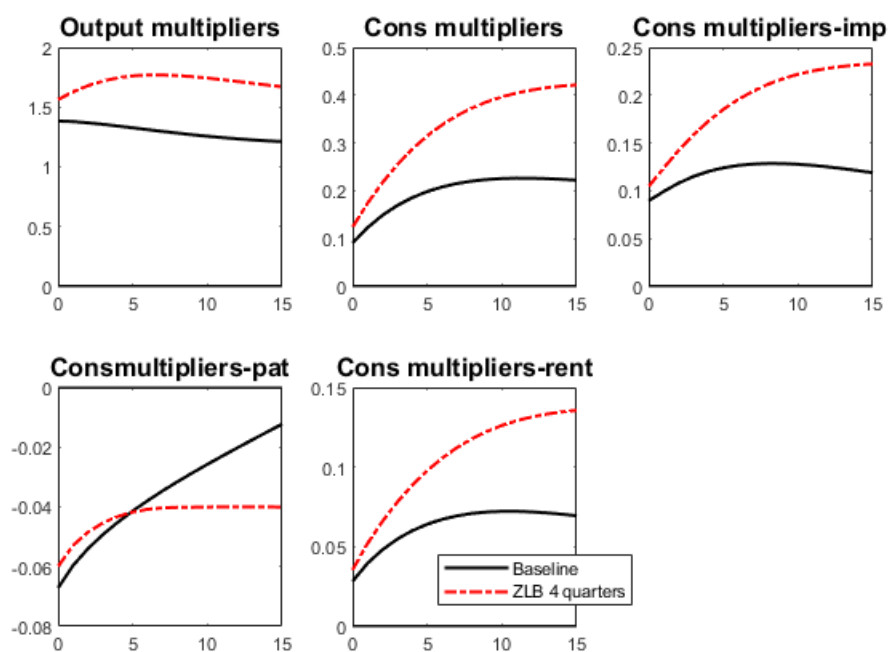 Output multipliers
Cons multipliers
Cons multipliers-imp
2
1.5
1
0.5
0
0 5 10 15
0.5
0.4
0.3
0.2
0.1
0
0 5 10 15
0.25
0.2
0.15
0.1
0.05
0
0 5 10 15
Consmultipliers-pat
Cons multipliers-rent
0
-0.02
-0.04
-0.06
-0.08
0 5 10 15
0.15
0.1
0.05
0
0 5 10 15
Baseline
ZLB 4 quarters